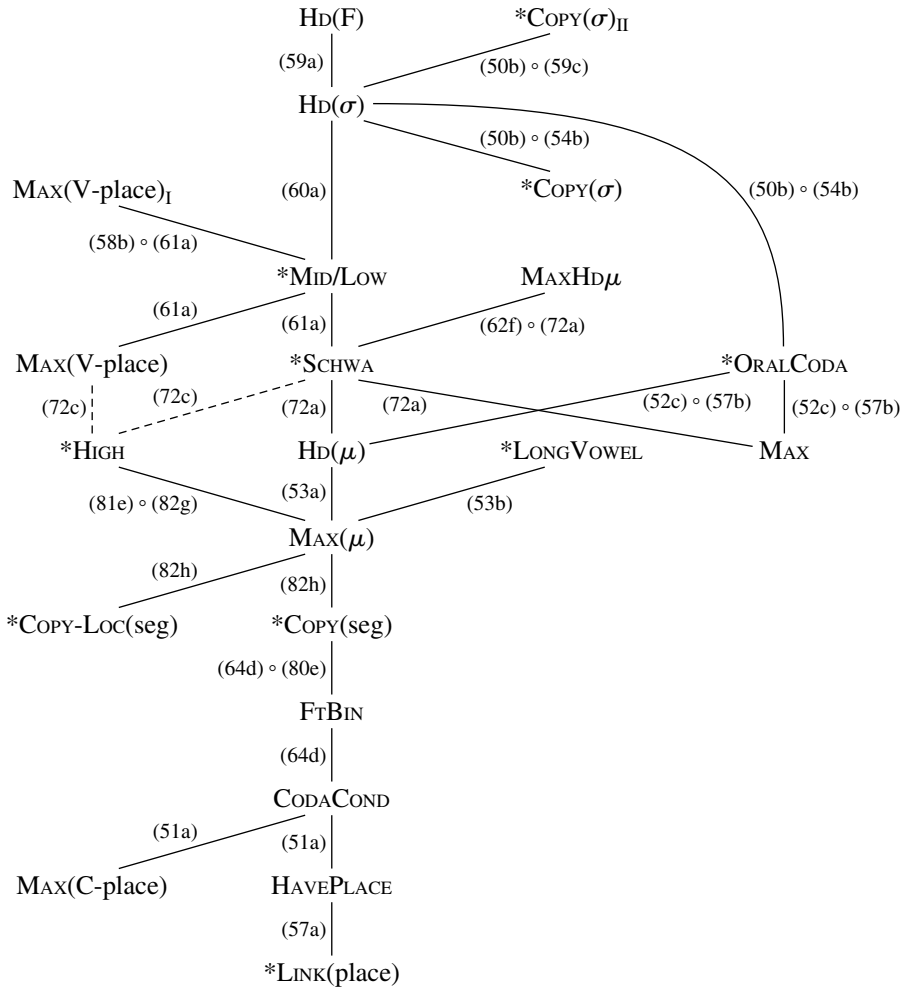 HD(F) *COPY(σ)II
(59a) (50b) ∘ (59c)
HD(σ)
(50b) ∘ (54b)
MAX(V-place)I (60a) *COPY(σ) (50b) ∘ (54b)
(58b) ∘ (61a)
*MID/LOW MAXHDμ
(61a) (61a) (62f) ∘ (72a)
MAX(V-place) *SCHWA *ORALCODA
(72c) (72c) (72a) (72a) (52c) ∘ (57b) (52c) ∘ (57b)
*HIGH HD(μ) *LONGVOWEL MAX
(81e) ∘ (82g) (53a) (53b)
MAX(μ)
(82h) (82h)
*COPY-LOC(seg) *COPY(seg)
(64d) ∘ (80e)
FTBIN
(64d)
CODACOND
(51a) (51a)
MAX(C-place) HAVEPLACE
(57a)
*LINK(place)